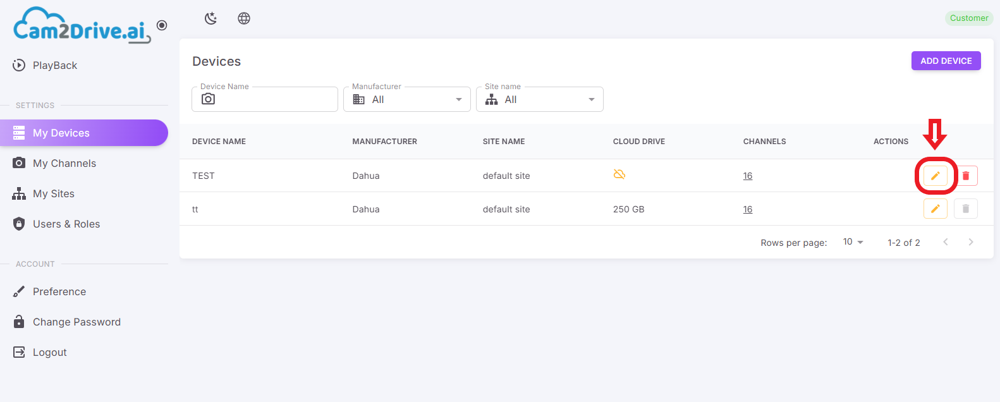 Cam2Drive.ai
Customer
PlayBack
SETTINGS
My Devices
My Channels
My Sites
Users & Roles
ACCOUNT
Preference
Change Password
Logout
Devices
ADD DEVICE
Device Name
Manufacturer
All
Site name
All
DEVICE NAME MANUFACTURER SITE NAME CLOUD DRIVE CHANNELS ACTIONS
TEST Dahua default site 16
tt Dahua default site 250 GB 16
Rows per page: 10 1-2 of 2